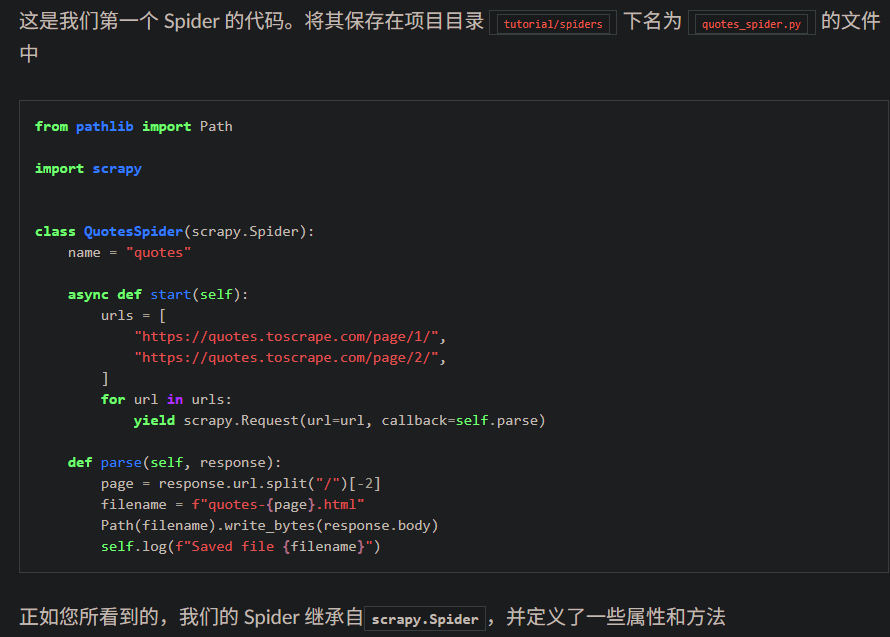 这是我们第一个 Spider 的代码。将其保存在项目目录 tutorial/spiders 下名为 quotes_spider.py 的文件
中
from pathlib import Path
import scrapy
class QuotesSpider(scrapy.Spider):
    name = "quotes"
    async def start(self):
        urls = [
            "https://quotes.toscrape.com/page/1/",
            "https://quotes.toscrape.com/page/2/",
        ]
        for url in urls:
            yield scrapy.Request(url=url, callback=self.parse)
    def parse(self, response):
        page = response.url.split("/")[-2]
        filename = f"quotes-{page}.html"
        Path(filename).write_bytes(response.body)
        self.log(f"Saved file {filename}")
正如您所看到的，我们的 Spider 继承自 scrapy.Spider ，并定义了一些属性和方法